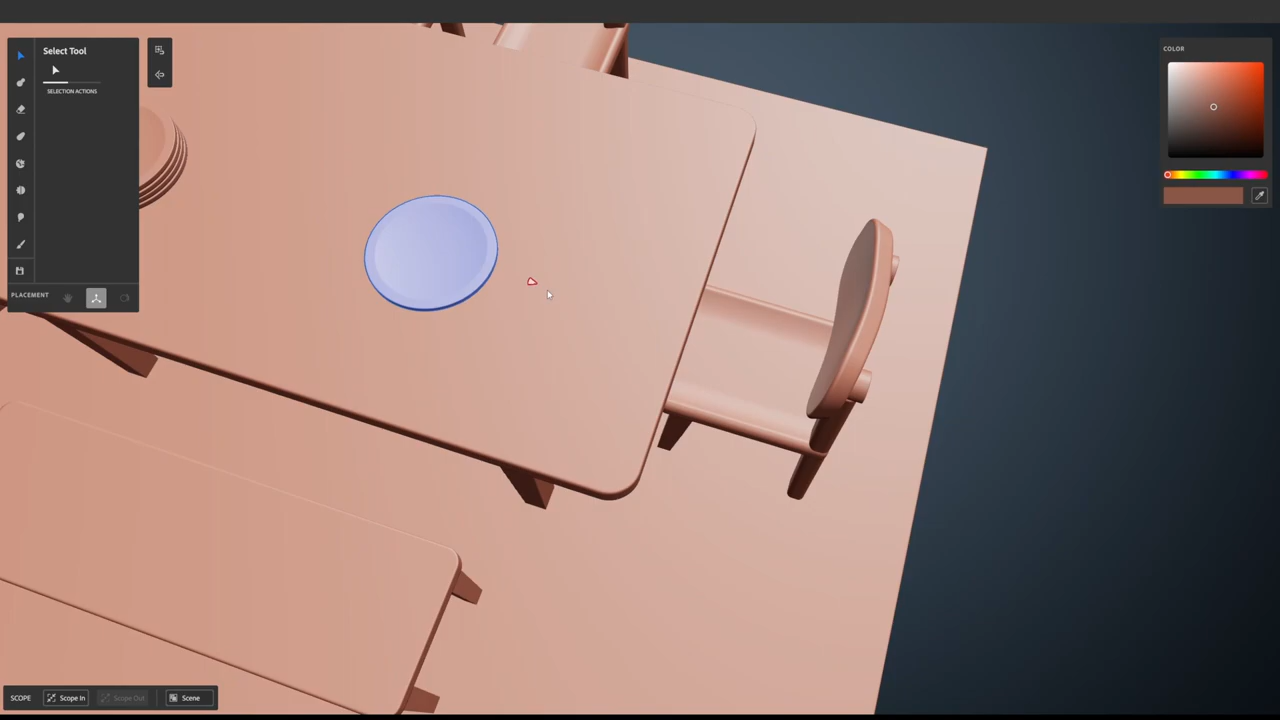 Select Tool
SELECTION ACTIONS
PLACEMENT
COLOR
SCOPE
Scope In
Scope Out
Scene